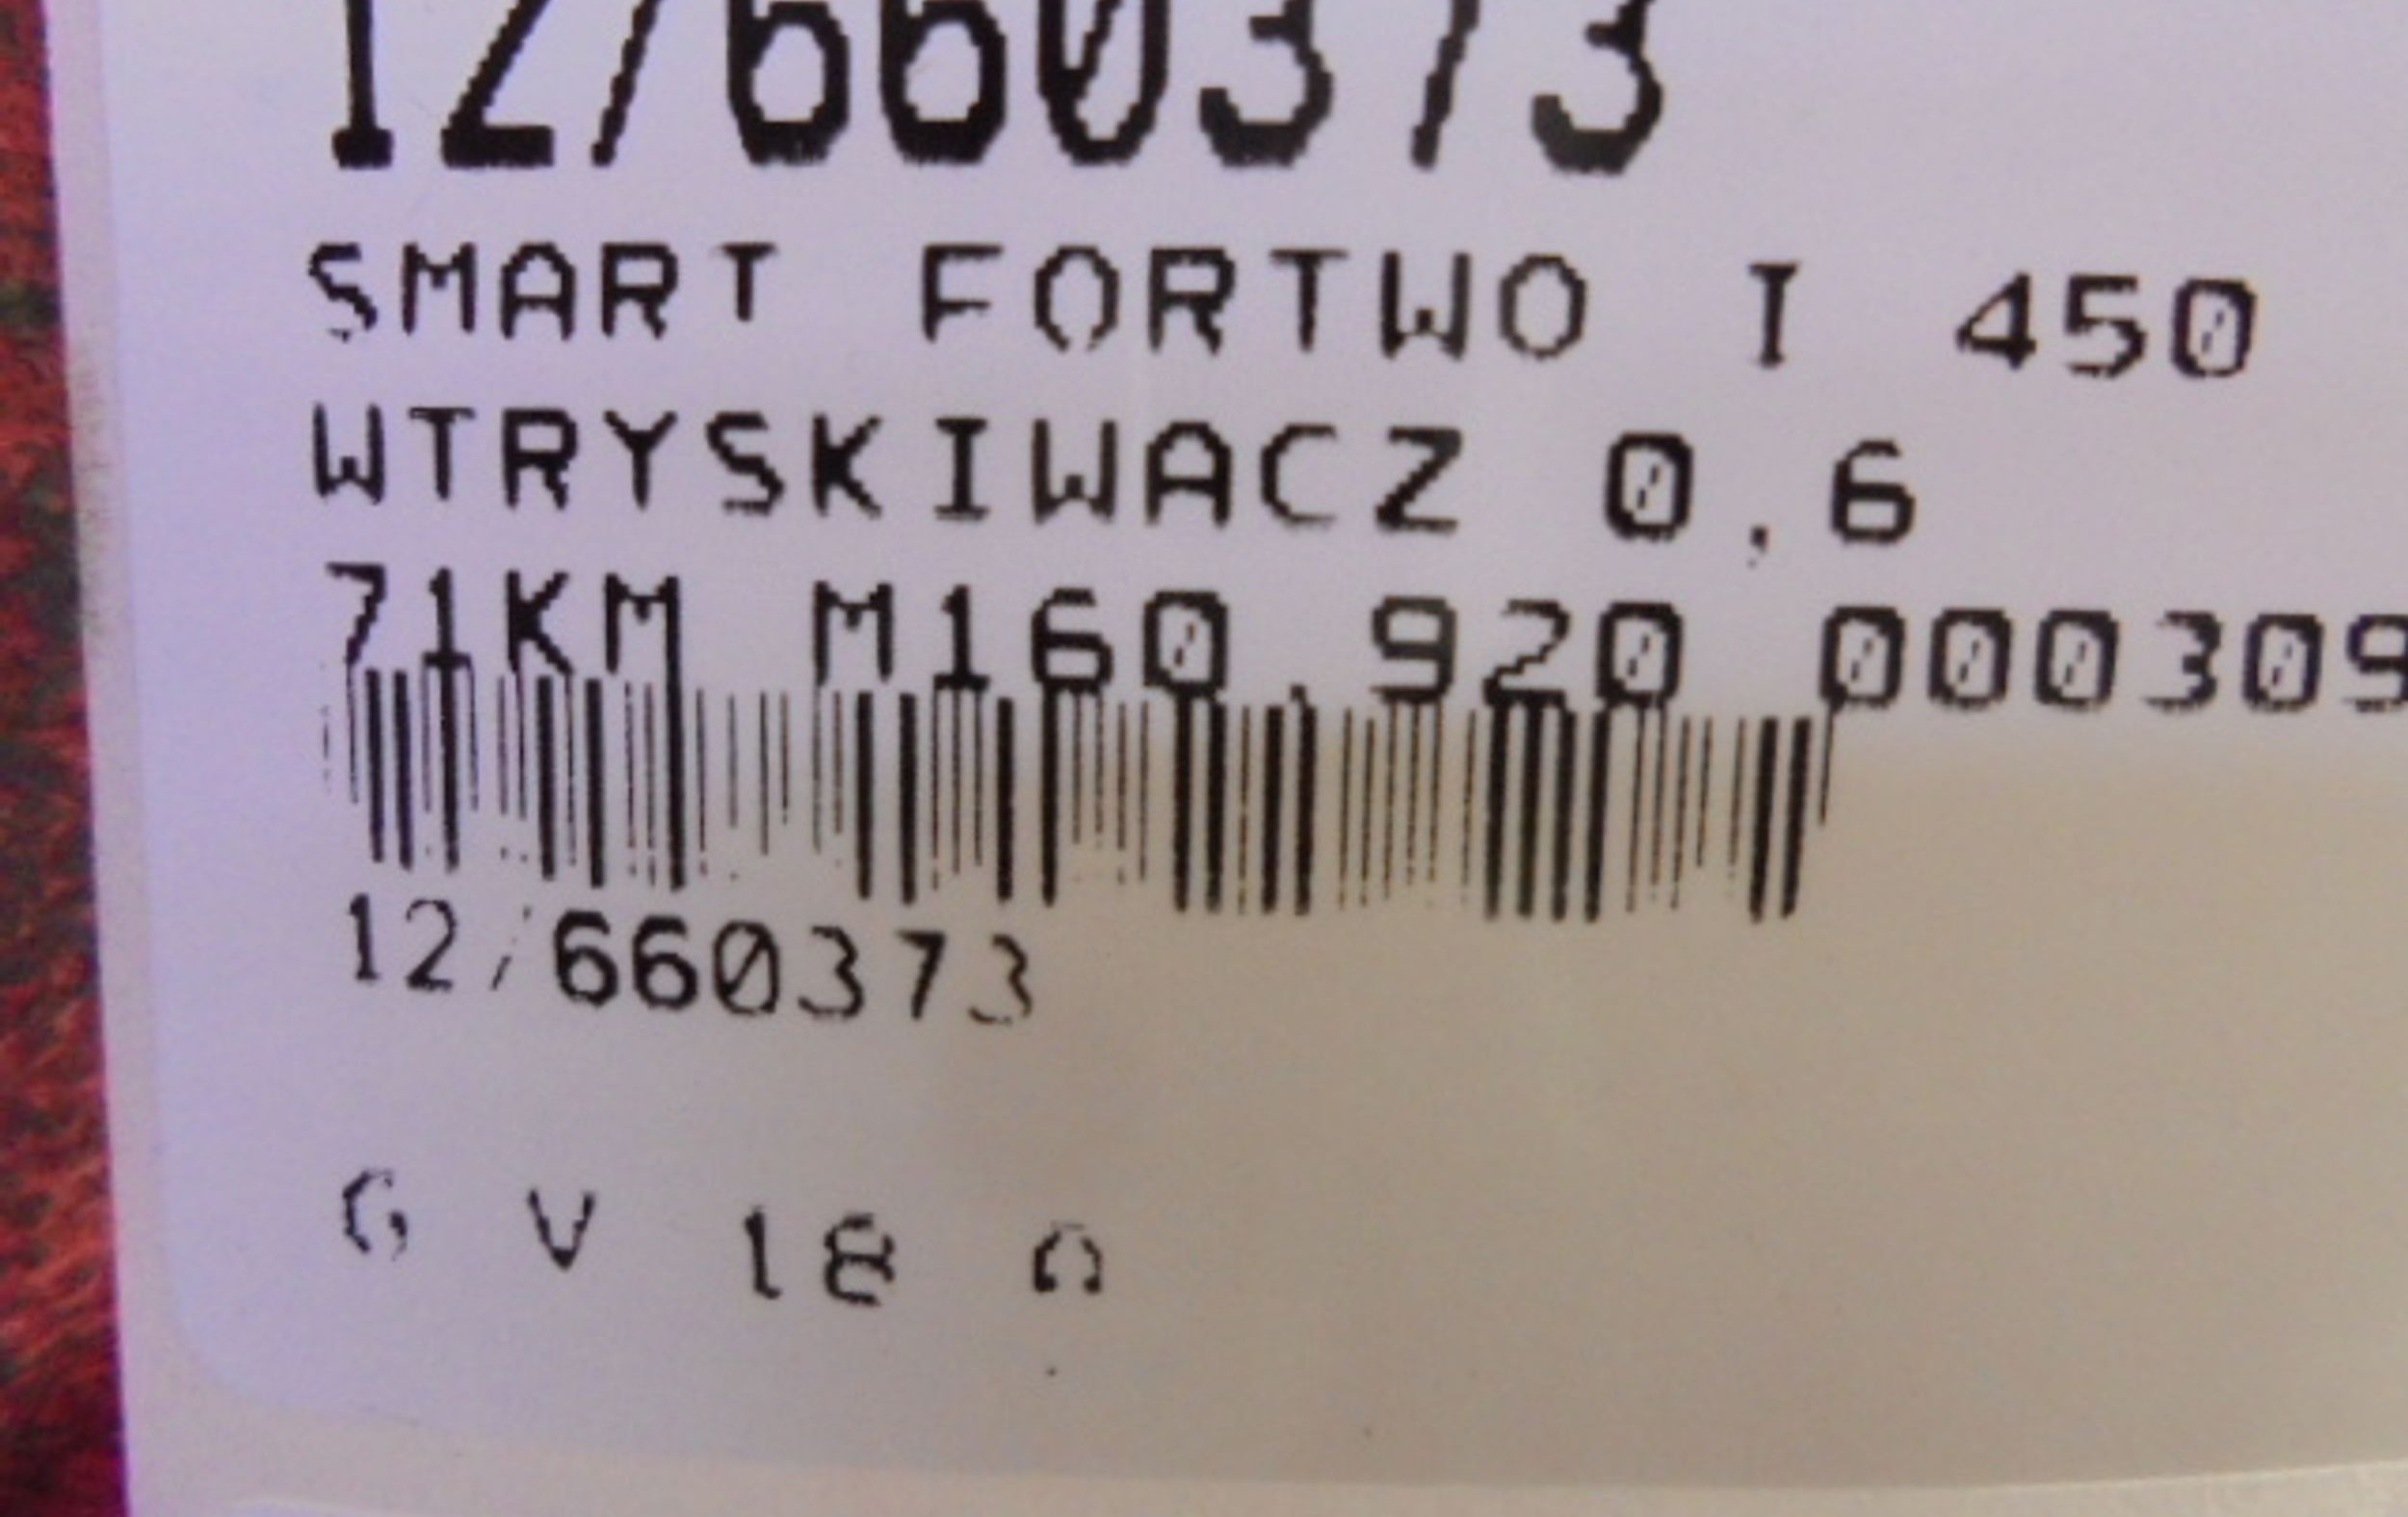 12/660373
SMART FORTWO I 450
WTRYSKIWACZ 0,6
71KM M160.920 000309
12/660373
G V 18